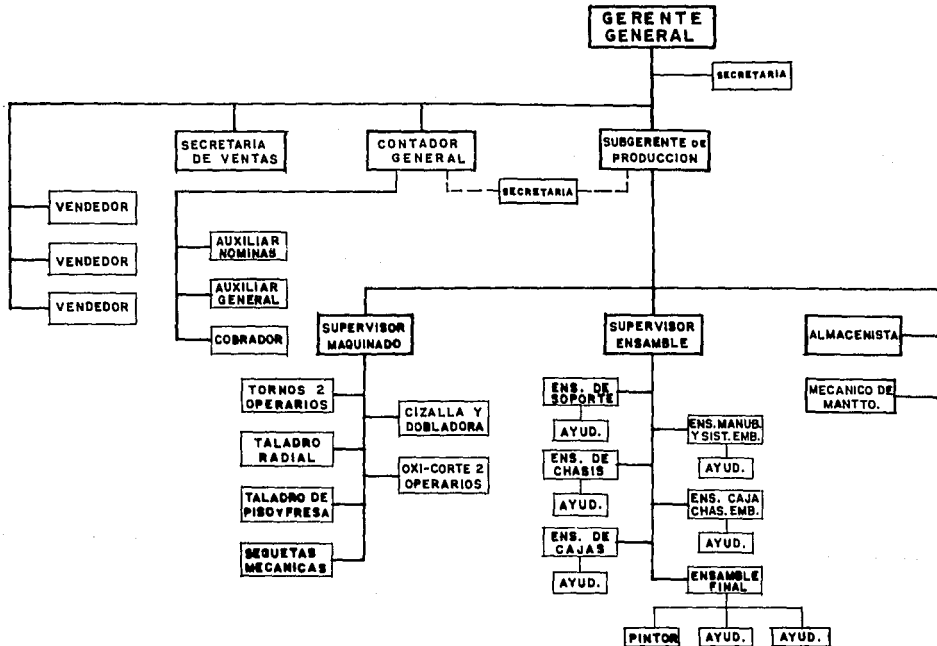 GERENTE
GENERAL
SECRETARIA
SECRETARIA
DE VENTAS
CONTADOR
GENERAL
SUBGERENTE DE
PRODUCCION
SECRETARIA
VENDEDOR
VENDEDOR
VENDEDOR
AUXILIAR
NOMINAS
AUXILIAR
GENERAL
COBRADOR
SUPERVISOR
MAQUINADO
SUPERVISOR
ENSAMBLE
ALMACENISTA
MECANICO DE
MANTTO.
TORNOS 2
OPERARIOS
CIZALLA Y
DOBLADORA
TALADRO
RADIAL
OXI-CORTE 2
OPERARIOS
TALADRO DE
PISO Y FRESA
SEGUETAS
MECANICAS
ENS. DE
SOPORTE
AYUD.
ENS. MANUB.
Y SIST. EMB.
AYUD.
ENS. DE
CHASIS
AYUD.
ENS. CAJA
CHAS. EMB.
AYUD.
ENS. DE
CAJAS
AYUD.
ENSAMBLE
FINAL
PINTOR
AYUD.
AYUD.